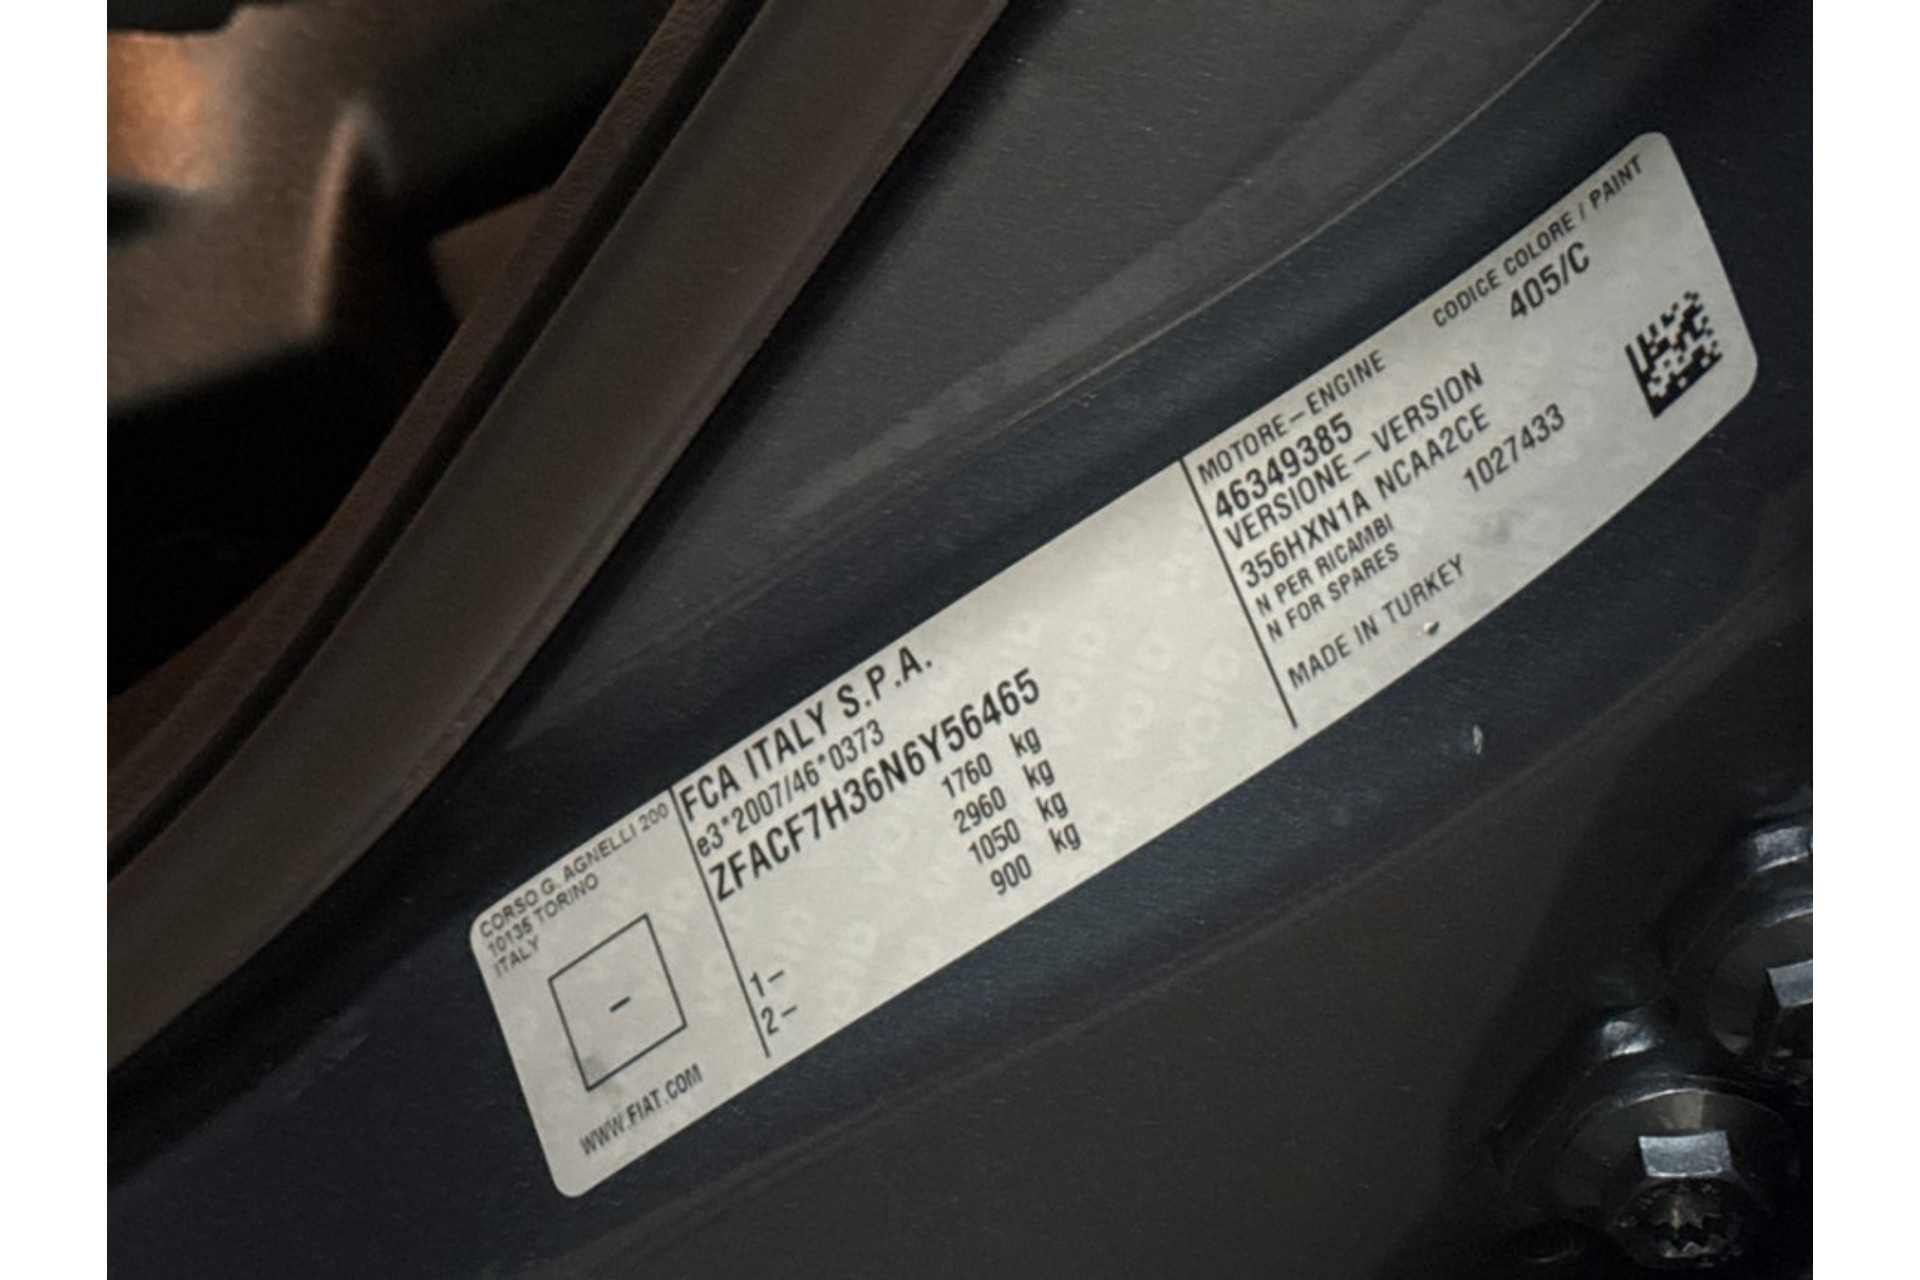 CORSO G. AGNELLI 200
10135 TORINO
ITALY
-
WWW.FIAT.COM
FCA ITALY S.P.A.
e3*2007/46*0373
ZFACF7H36N6Y56465
1760 kg
2960 kg
1050 kg
900 kg
1-
2-
MOTORE-ENGINE
46349385
VERSIONE-VERSION
356HXN1A NCAA2CE
N PER RICAMBI
N FOR SPARES
1027433
MADE IN TURKEY
CODICE COLORE / PAINT
405/C